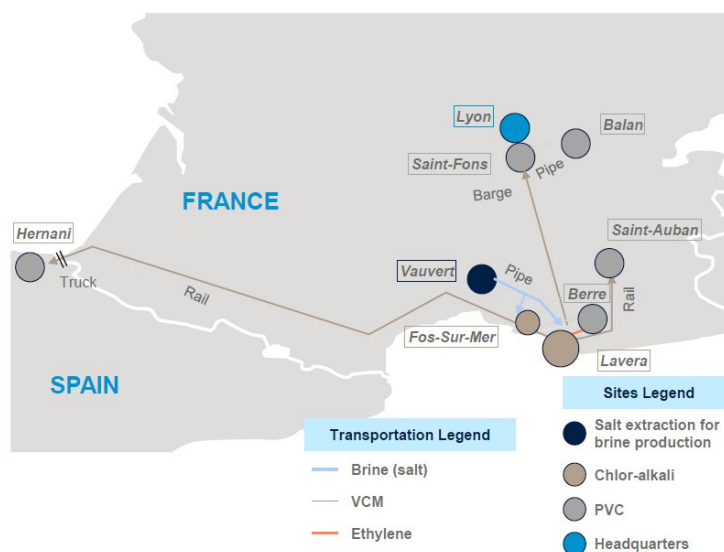 Lyon
Balan
Saint-Fons
Pipe
Barge
FRANCE
Hernani
Saint-Auban
Truck
Vauvert
Pipe
Rail
Berre
Rail
Fos-Sur-Mer
Lavera
SPAIN
Sites Legend
Salt extraction for
brine production
Transportation Legend
Chlor-alkali
Brine (salt)
VCM
PVC
Ethylene
Headquarters